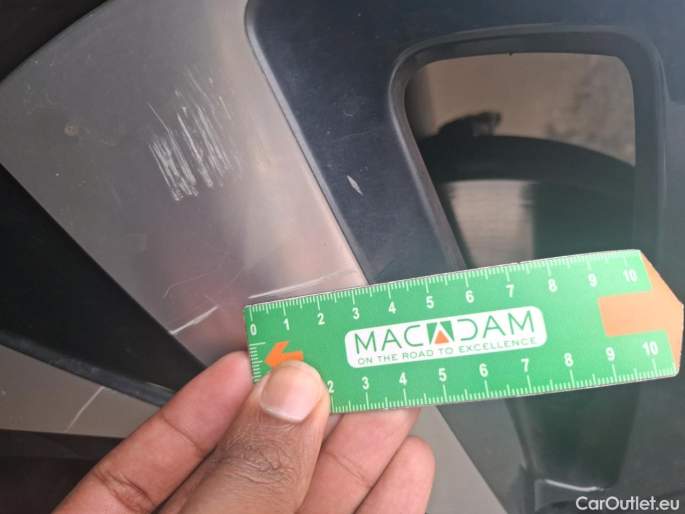 0 1 2 3 4 5 6 7 8 9 10
MACADAM
ON THE ROAD TO EXCELLENCE
2 3 4 5 6 7 8 9 10
CarOutlet.eu